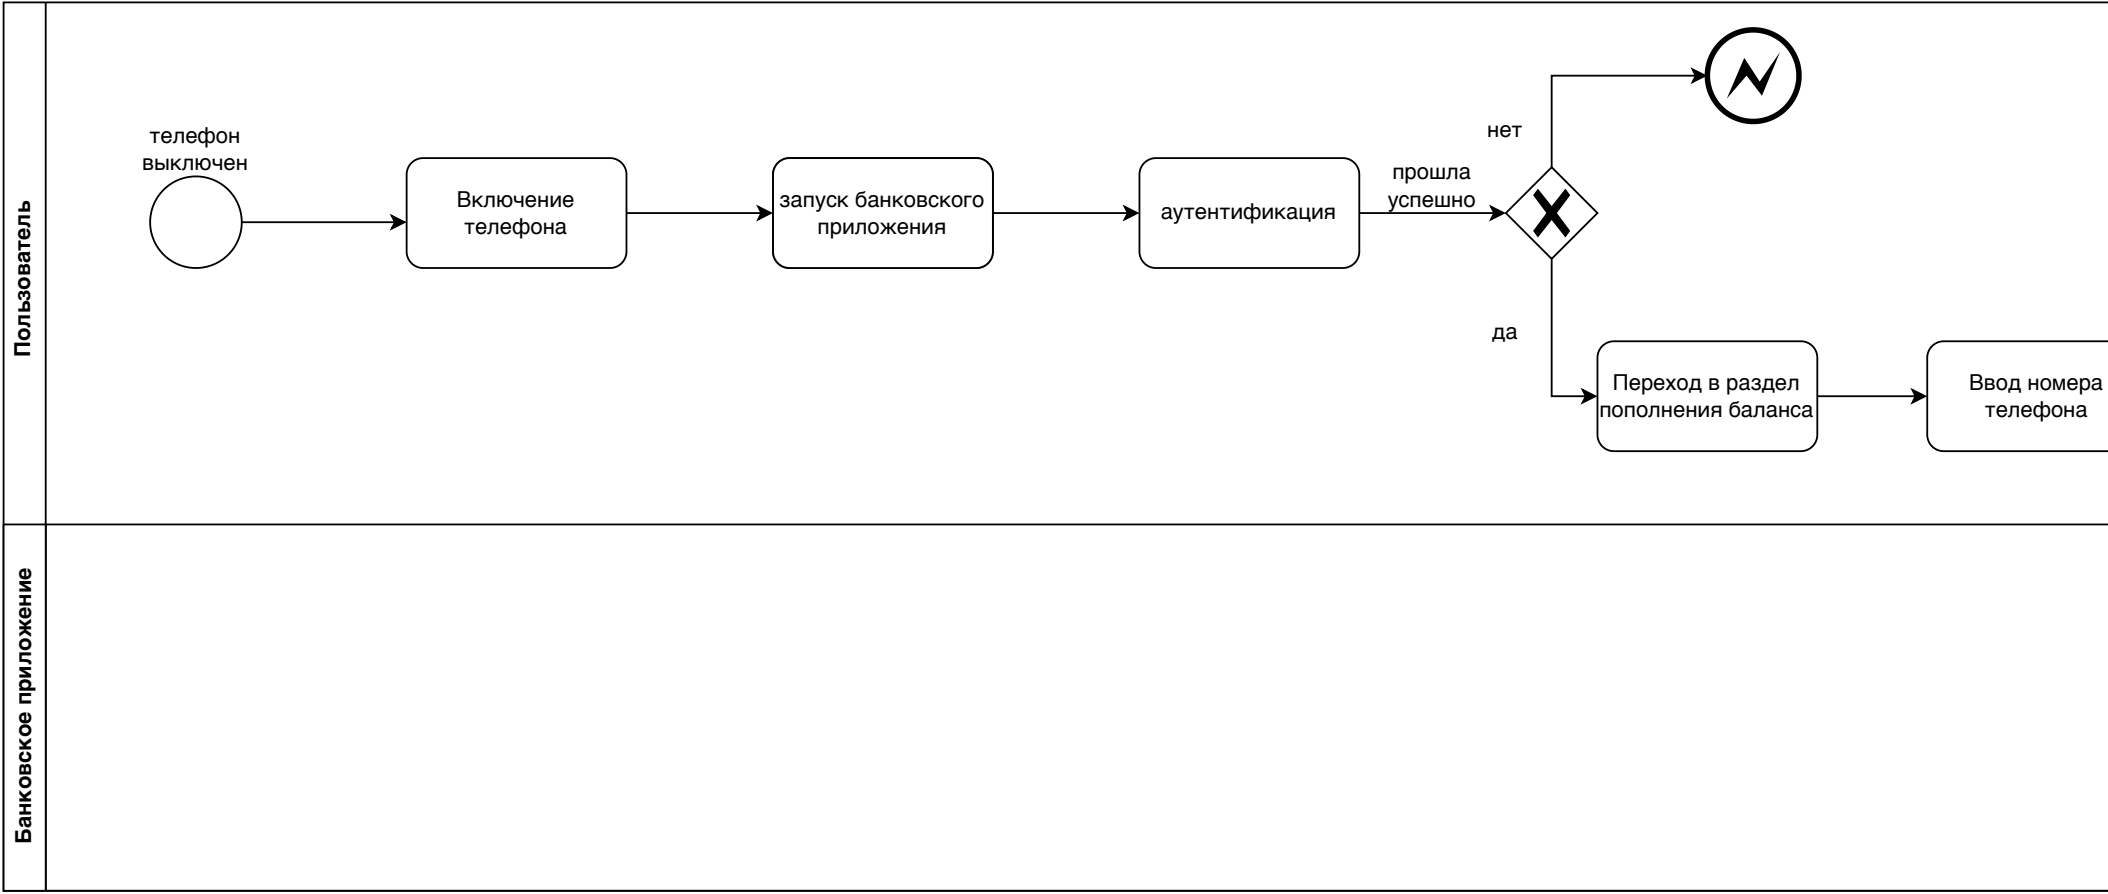 Пользователь
телефон
выключен
Включение
телефона
запуск банковского
приложения
аутентификация
прошла
успешно
нет
да
Переход в раздел
пополнения баланса
Ввод номера
телефона
Банковское приложение